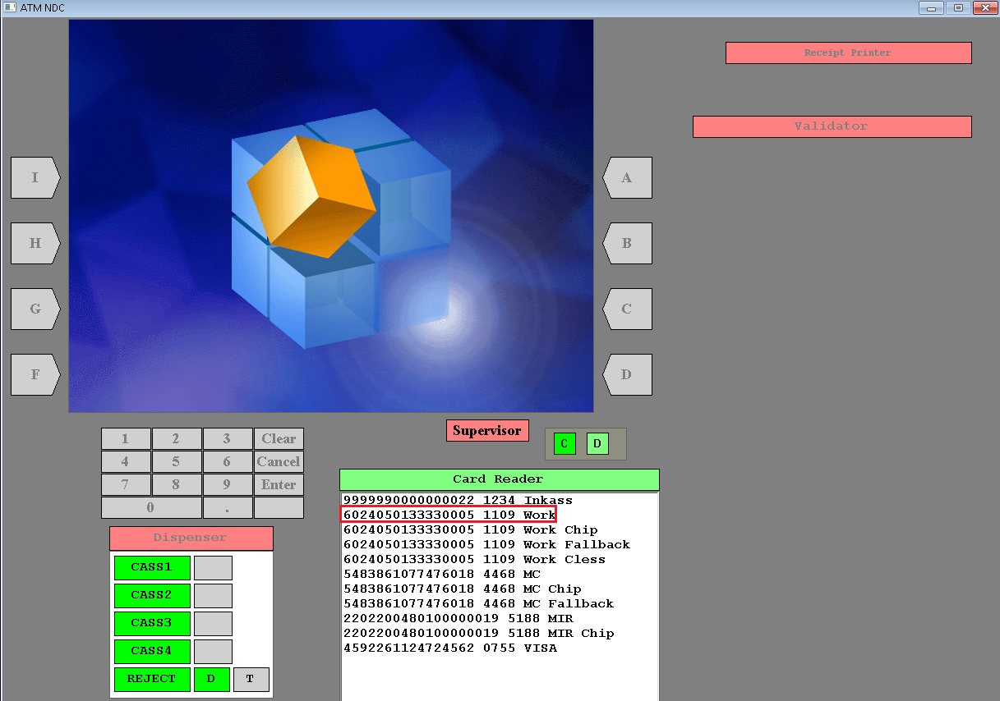 ATM NDC
Receipt Printer
Validator
I
A
H
B
G
C
F
D
Supervisor
C D
1 2 3 Clear
4 5 6 Cancel
7 8 9 Enter
0 .
Card Reader
9999990000000022 1234 Inkass
6024050133330005 1109 Work
6024050133330005 1109 Work Chip
6024050133330005 1109 Work Fallback
6024050133330005 1109 Work Cless
5483861077476018 4468 MC
5483861077476018 4468 MC Chip
5483861077476018 4468 MC Fallback
2202200480100000019 5188 MIR
2202200480100000019 5188 MIR Chip
4592261124724562 0755 VISA
Dispenser
CASS1
CASS2
CASS3
CASS4
REJECT D T